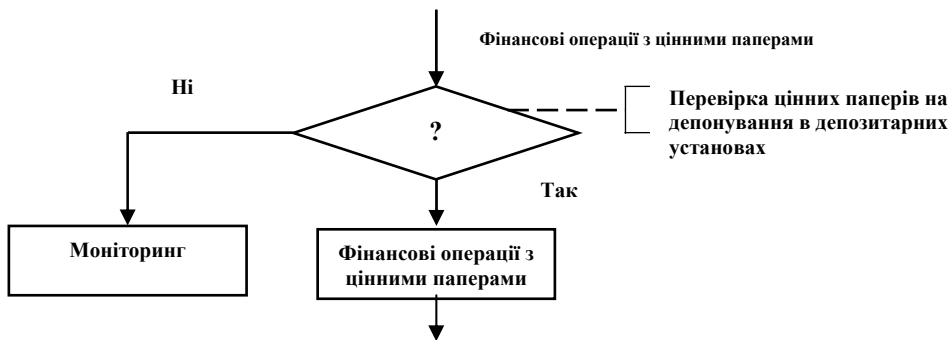 Фінансові операції з цінними паперами
Ні
?
Перевірка цінних паперів на
депонування в депозитарних
установах
Так
Моніторинг
Фінансові операції з
цінними паперами